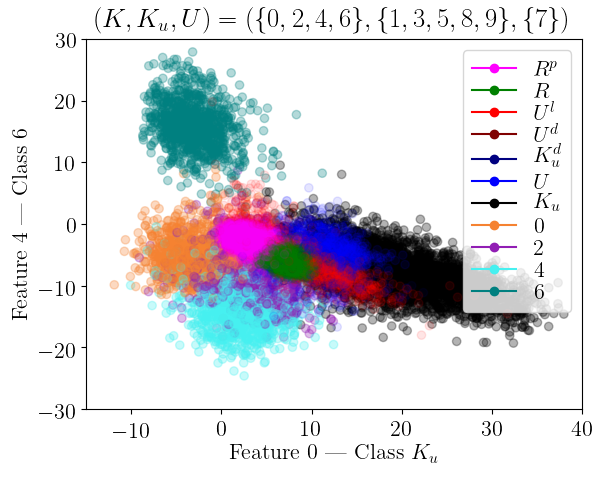 (K, K_u, U) = ({0, 2, 4, 6}, {1, 3, 5, 8, 9}, {7})
30
20
10
0
−10
−20
−30
Feature 4 — Class 6
R^p
R
U^l
U^d
K_u^d
U
K_u
0
2
4
6
−10 0 10 20 30 40
Feature 0 — Class K_u